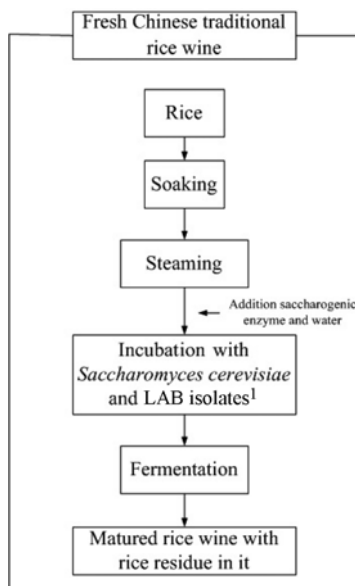 Fresh Chinese traditional
rice wine
Rice
Soaking
Steaming
Addition saccharogenic
enzyme and water
Incubation with
Saccharomyces cerevisiae
and LAB isolates¹
Fermentation
Matured rice wine with
rice residue in it